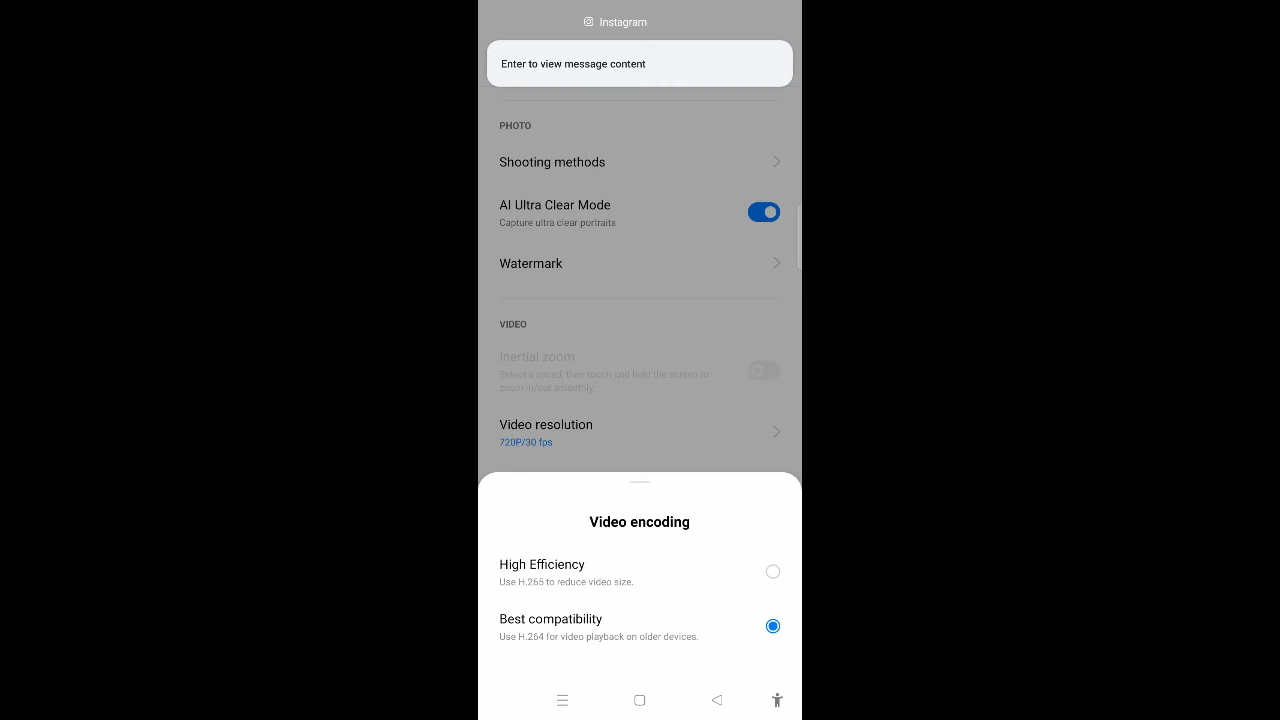 Instagram
Enter to view message content
PHOTO
Shooting methods
AI Ultra Clear Mode
Capture ultra clear portraits
Watermark
VIDEO
Inertial zoom
Select a speed, then touch and hold the screen to
zoom in/out smoothly.
Video resolution
720P/30 fps
Video encoding
High Efficiency
Use H.265 to reduce video size.
Best compatibility
Use H.264 for video playback on older devices.